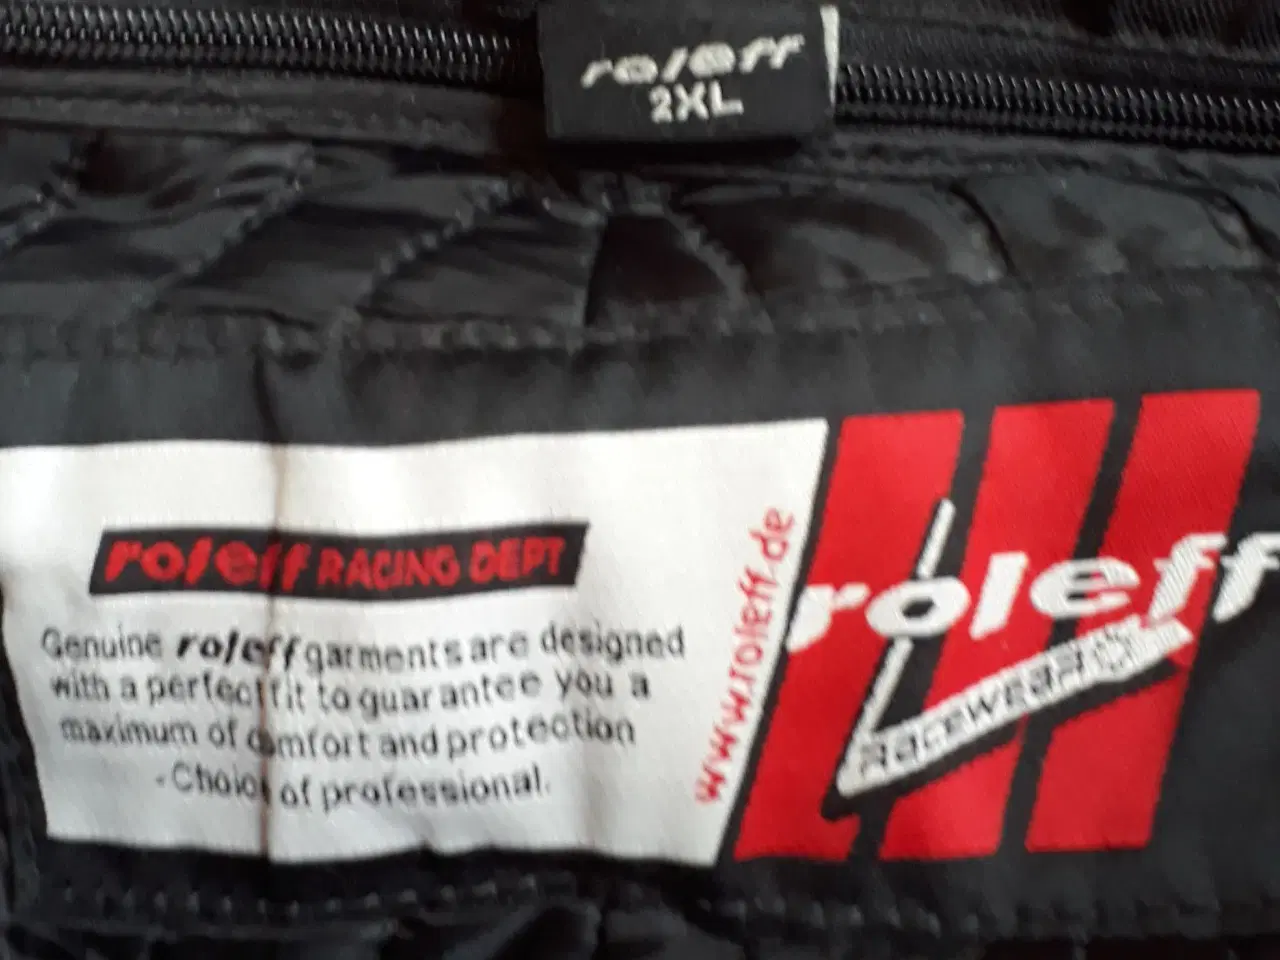 roleff
2XL
roleff RACING DEPT
Genuine roleff garments are designed
with a perfect fit to guarantee you a
maximum of comfort and protection
- Choice of professional.
www.roleff.de
roleff
Racewear®